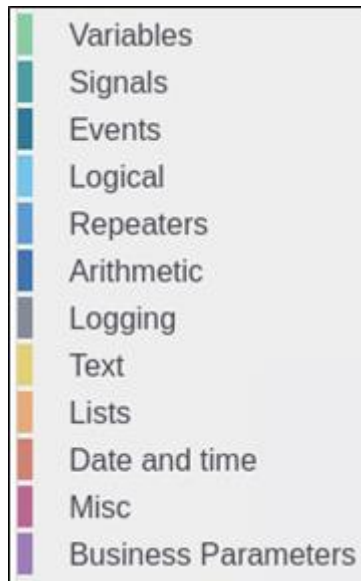 Variables
Signals
Events
Logical
Repeaters
Arithmetic
Logging
Text
Lists
Date and time
Misc
Business Parameters